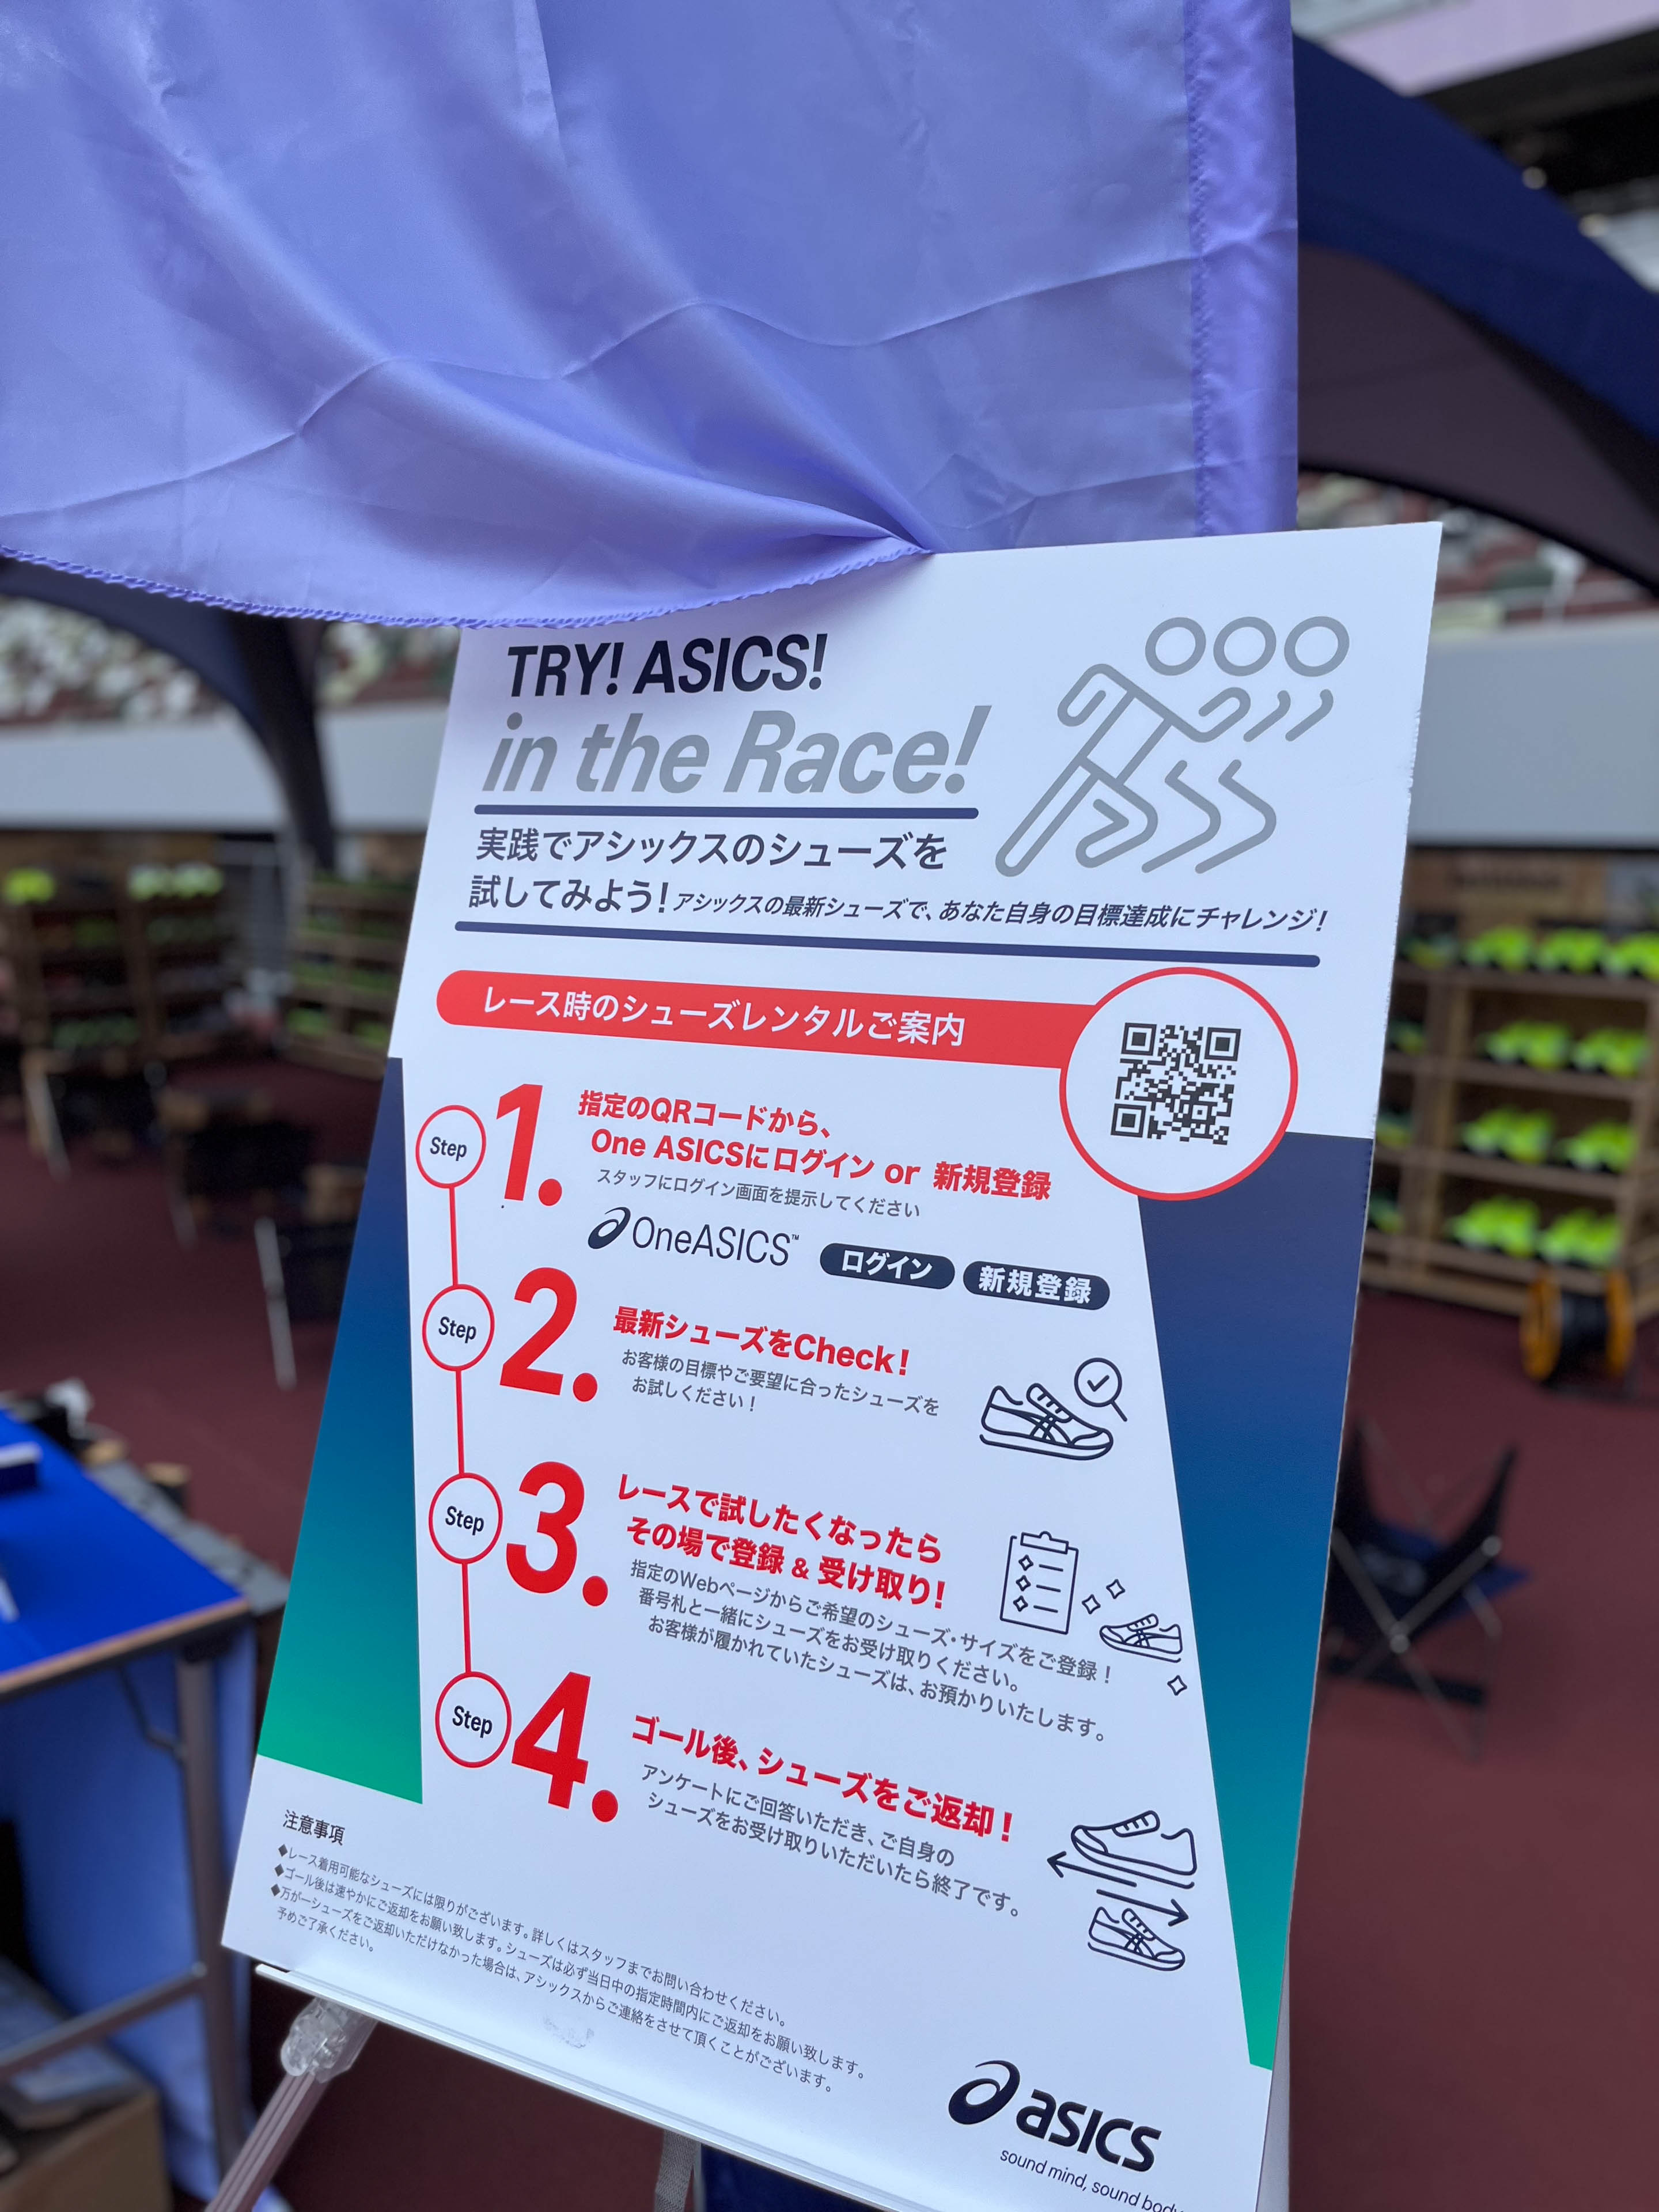 TRY! ASICS!
in the Race!
実践でアシックスのシューズを
試してみよう！アシックスの最新シューズで、あなた自身の目標達成にチャレンジ！
レース時のシューズレンタルご案内
Step 1.
指定のQRコードから、
One ASICSにログイン or 新規登録
スタッフにログイン画面を提示してください
OneASICS™ ログイン 新規登録
Step 2.
最新シューズをCheck！
お客様の目標やご要望に合ったシューズを
お試しください！
Step 3.
レースで試したくなったら
その場で登録 & 受け取り！
指定のWebページからご希望のシューズ・サイズをご登録！
番号札と一緒にシューズをお受け取りください。
お客様が履かれていたシューズは、お預かりいたします。
Step 4.
ゴール後、シューズをご返却！
アンケートにご回答いただき、ご自身の
シューズをお受け取りいただいたら終了です。
注意事項
◆レース着用可能なシューズには限りがございます。詳しくはスタッフまでお問い合わせください。
◆ゴール後は速やかにご返却をお願い致します。シューズは必ず当日中の指定時間内にご返却をお願い致します。
◆万が一シューズをご返却いただけなかった場合は、アシックスからご連絡をさせて頂くことがございます。
予めご了承ください。
asics
sound mind, sound body